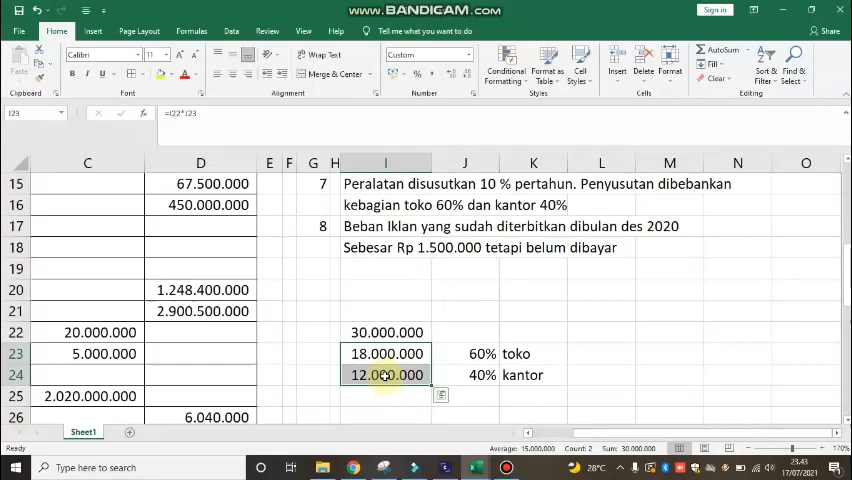 WWW.BANDICAM.COM
Sign in
File Home Insert Page Layout Formulas Data Review View Help Tell me what you want to do Share
Paste Calibri 11 Wrap Text Custom AutoSum
Merge & Center Conditional Formatting Format as Table Cell Styles Insert Delete Format Fill Clear Sort & Filter Find & Select
Clipboard Font Alignment Number Styles Cells Editing
I23 =I22*J23
C D E F G H I J K L M N O
15 67.500.000 7 Peralatan disusutkan 10 % pertahun. Penyusutan dibebankan
16 450.000.000 kebagian toko 60% dan kantor 40%
17 8 Beban Iklan yang sudah diterbitkan dibulan des 2020
18 Sebesar Rp 1.500.000 tetapi belum dibayar
19
20 1.248.400.000
21 2.900.500.000
22 20.000.000 30.000.000
23 5.000.000 18.000.000 60% toko
24 12.000.000 40% kantor
25 2.020.000.000
26 6.040.000
Sheet1
Ready Average: 15.000.000 Count: 2 Sum: 30.000.000 170%
Type here to search 28°C 23.43
17/07/2021